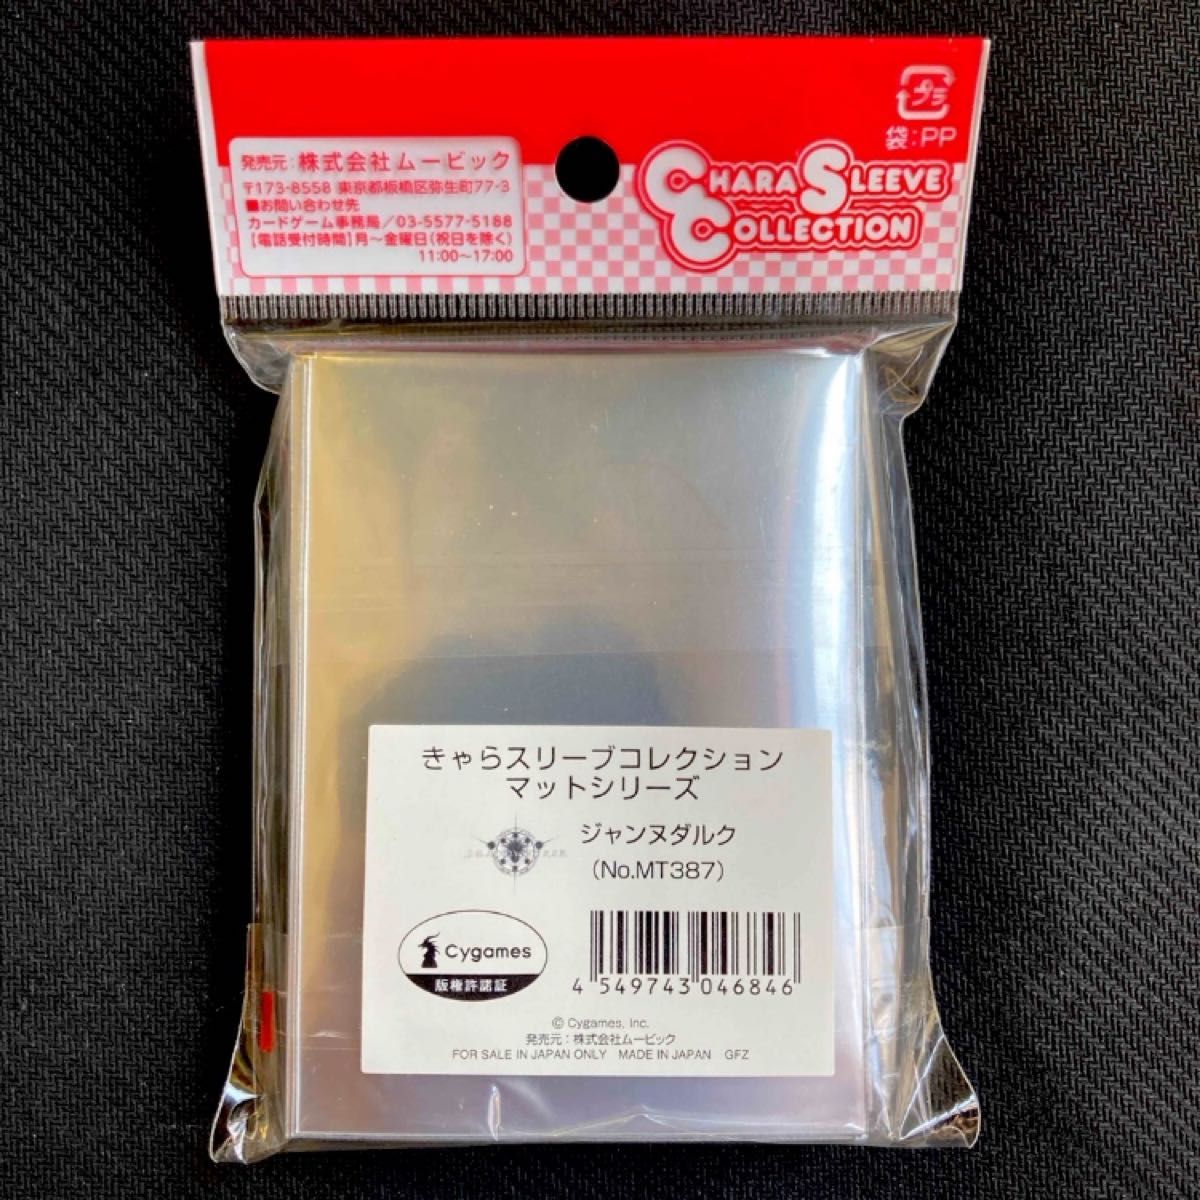 プラ
袋:PP
発売元:株式会社ムービック
〒173-8558 東京都板橋区弥生町77-3
■お問い合わせ先
カードゲーム事務局/03-5577-5188
【電話受付時間】月～金曜日(祝日を除く)
11:00～17:00
CHARA SLEEVE
COLLECTION
きゃらスリーブコレクション
マットシリーズ
ジャンヌダルク
(No.MT387)
Cygames
版権許諾証
4 549743 046846
© Cygames, Inc.
発売元:株式会社ムービック
FOR SALE IN JAPAN ONLY MADE IN JAPAN GFZ